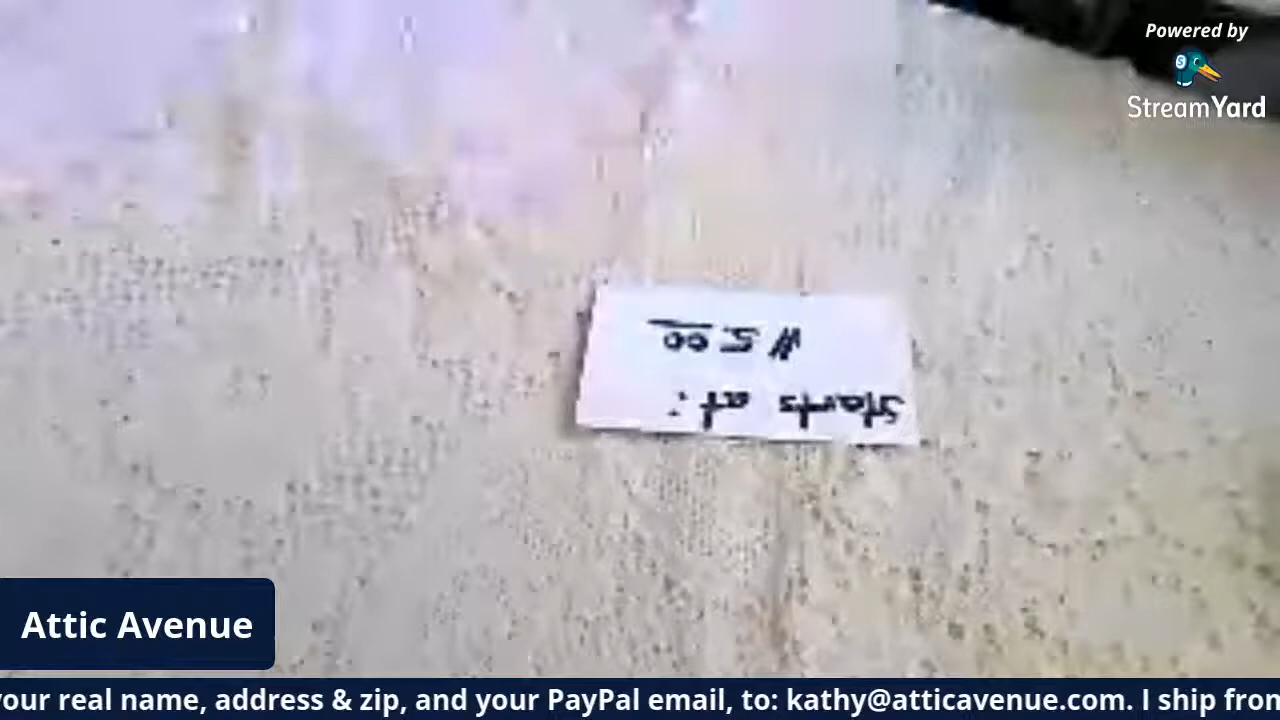 Powered by
StreamYard
Starts at:
$5.00
Attic Avenue
your real name, address & zip, and your PayPal email, to: kathy@atticavenue.com. I ship from